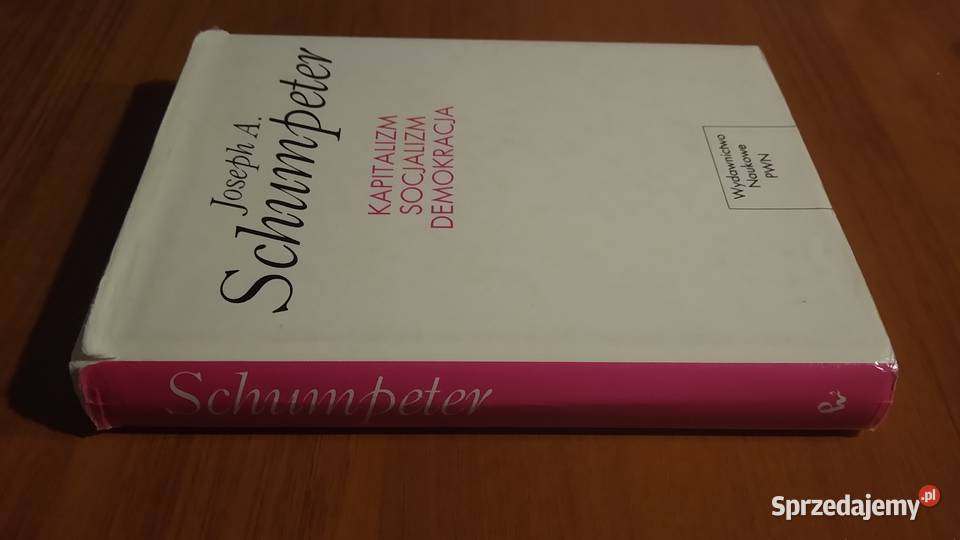 Joseph A.
Schumpeter
KAPITALIZM
SOCJALIZM
DEMOKRACJA
Wydawnictwo
Naukowe
PWN
Schumpeter
Sprzedajemy.pl